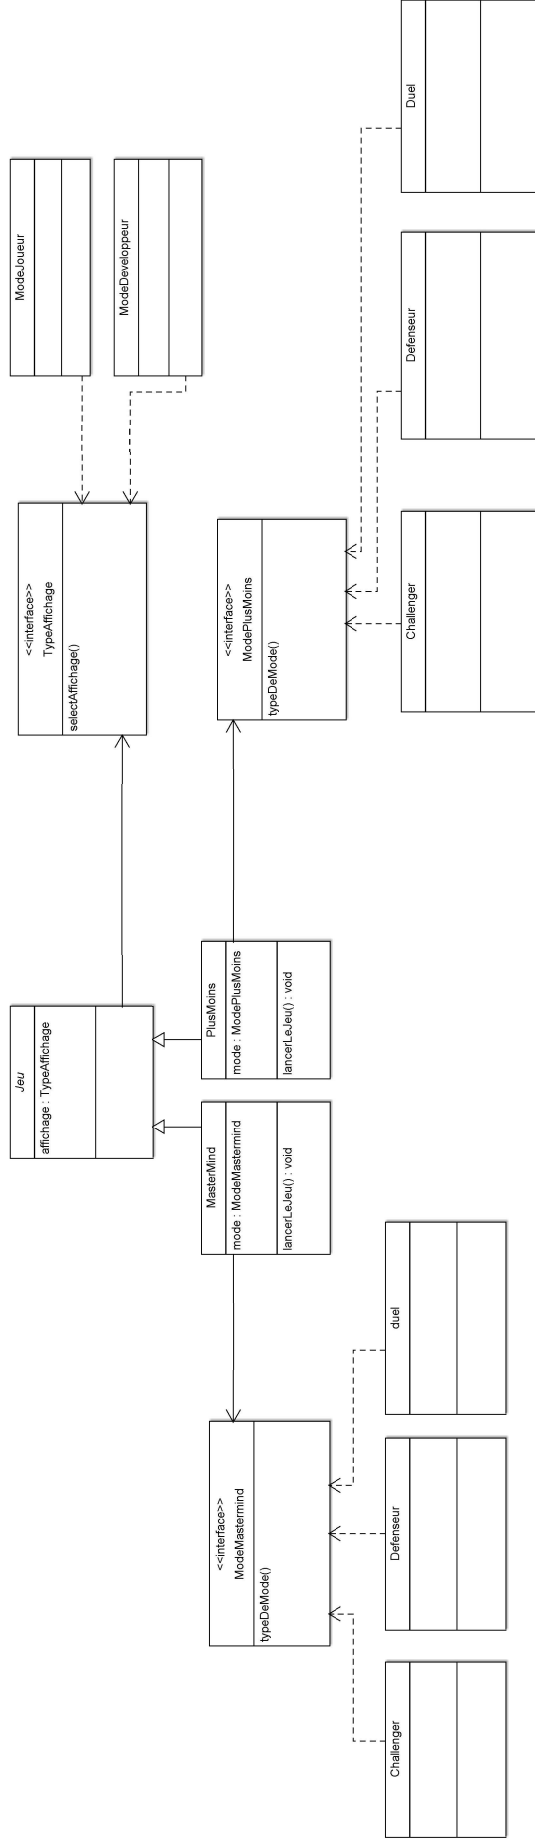 Jeu
affichage : TypeAffichage
<<interface>>
TypeAffichage
selectAffichage()
ModeJoueur
ModeDeveloppeur
MasterMind
mode : ModeMastermind
lancerLeJeu() : void
PlusMoins
mode : ModePlusMoins
lancerLeJeu() : void
<<interface>>
ModeMastermind
typeDeMode()
<<interface>>
ModePlusMoins
typeDeMode()
Challenger
Defenseur
duel
Challenger
Defenseur
Duel